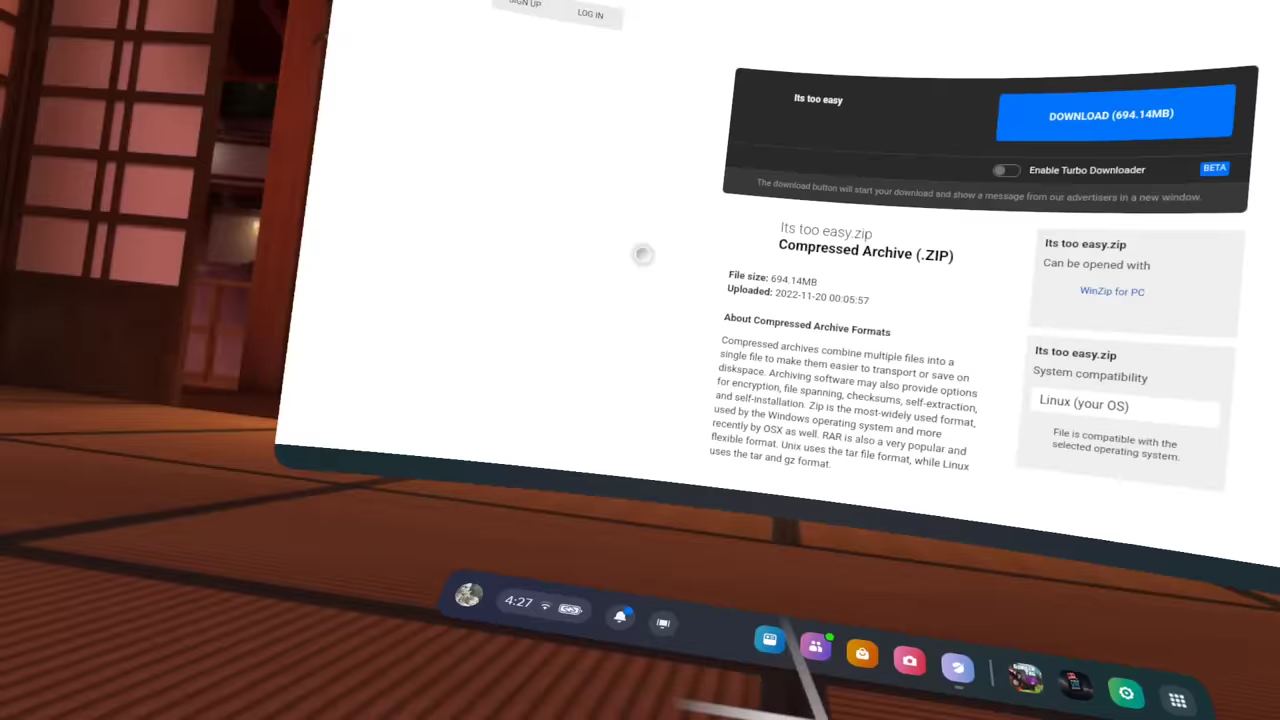 SIGN UP
LOG IN
Its too easy
DOWNLOAD (694.14MB)
Enable Turbo Downloader
BETA
The download button will start your download and show a message from our advertisers in a new window.
Its too easy.zip
Compressed Archive (.ZIP)
File size: 694.14MB
Uploaded: 2022-11-20 00:05:57
About Compressed Archive Formats
Compressed archives combine multiple files into a
single file to make them easier to transport or save on
diskspace. Archiving software may also provide options
for encryption, file spanning, checksums, self-extraction,
and self-installation. Zip is the most-widely used format,
used by the Windows operating system and more
recently by OSX as well. RAR is also a very popular and
flexible format. Unix uses the tar file format, while Linux
uses the tar and gz format.
Its too easy.zip
Can be opened with
WinZip for PC
Its too easy.zip
System compatibility
Linux (your OS)
File is compatible with the
selected operating system.
4:27